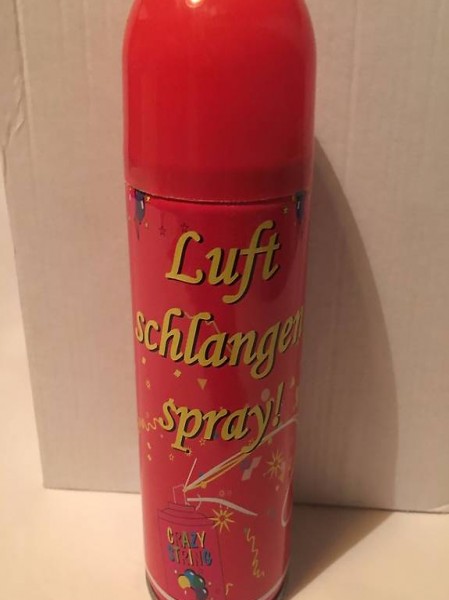 Luft
schlangen
spray!
CRAZY
STRING